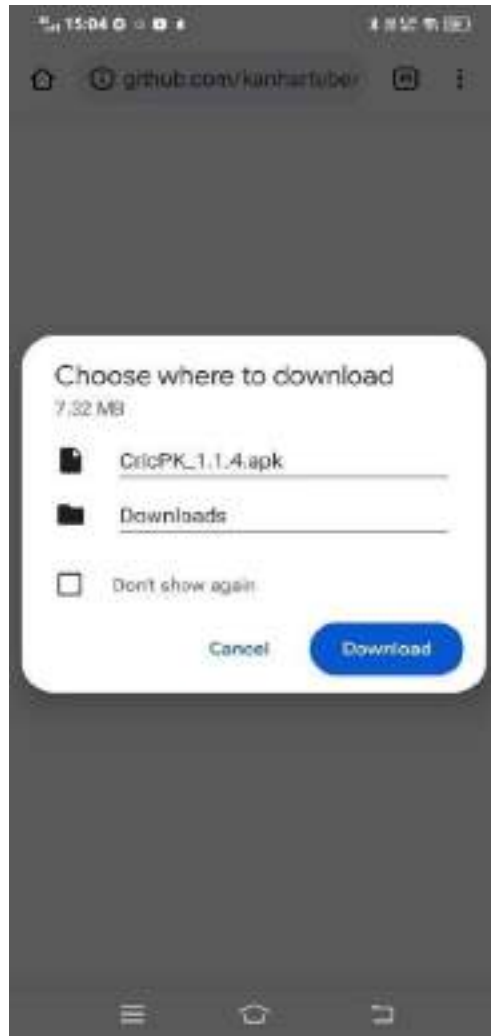 15:04
github.com/kanhartuber
Choose where to download
7.32 MB
CricPK_1.1.4.apk
Downloads
Don't show again
Cancel
Download